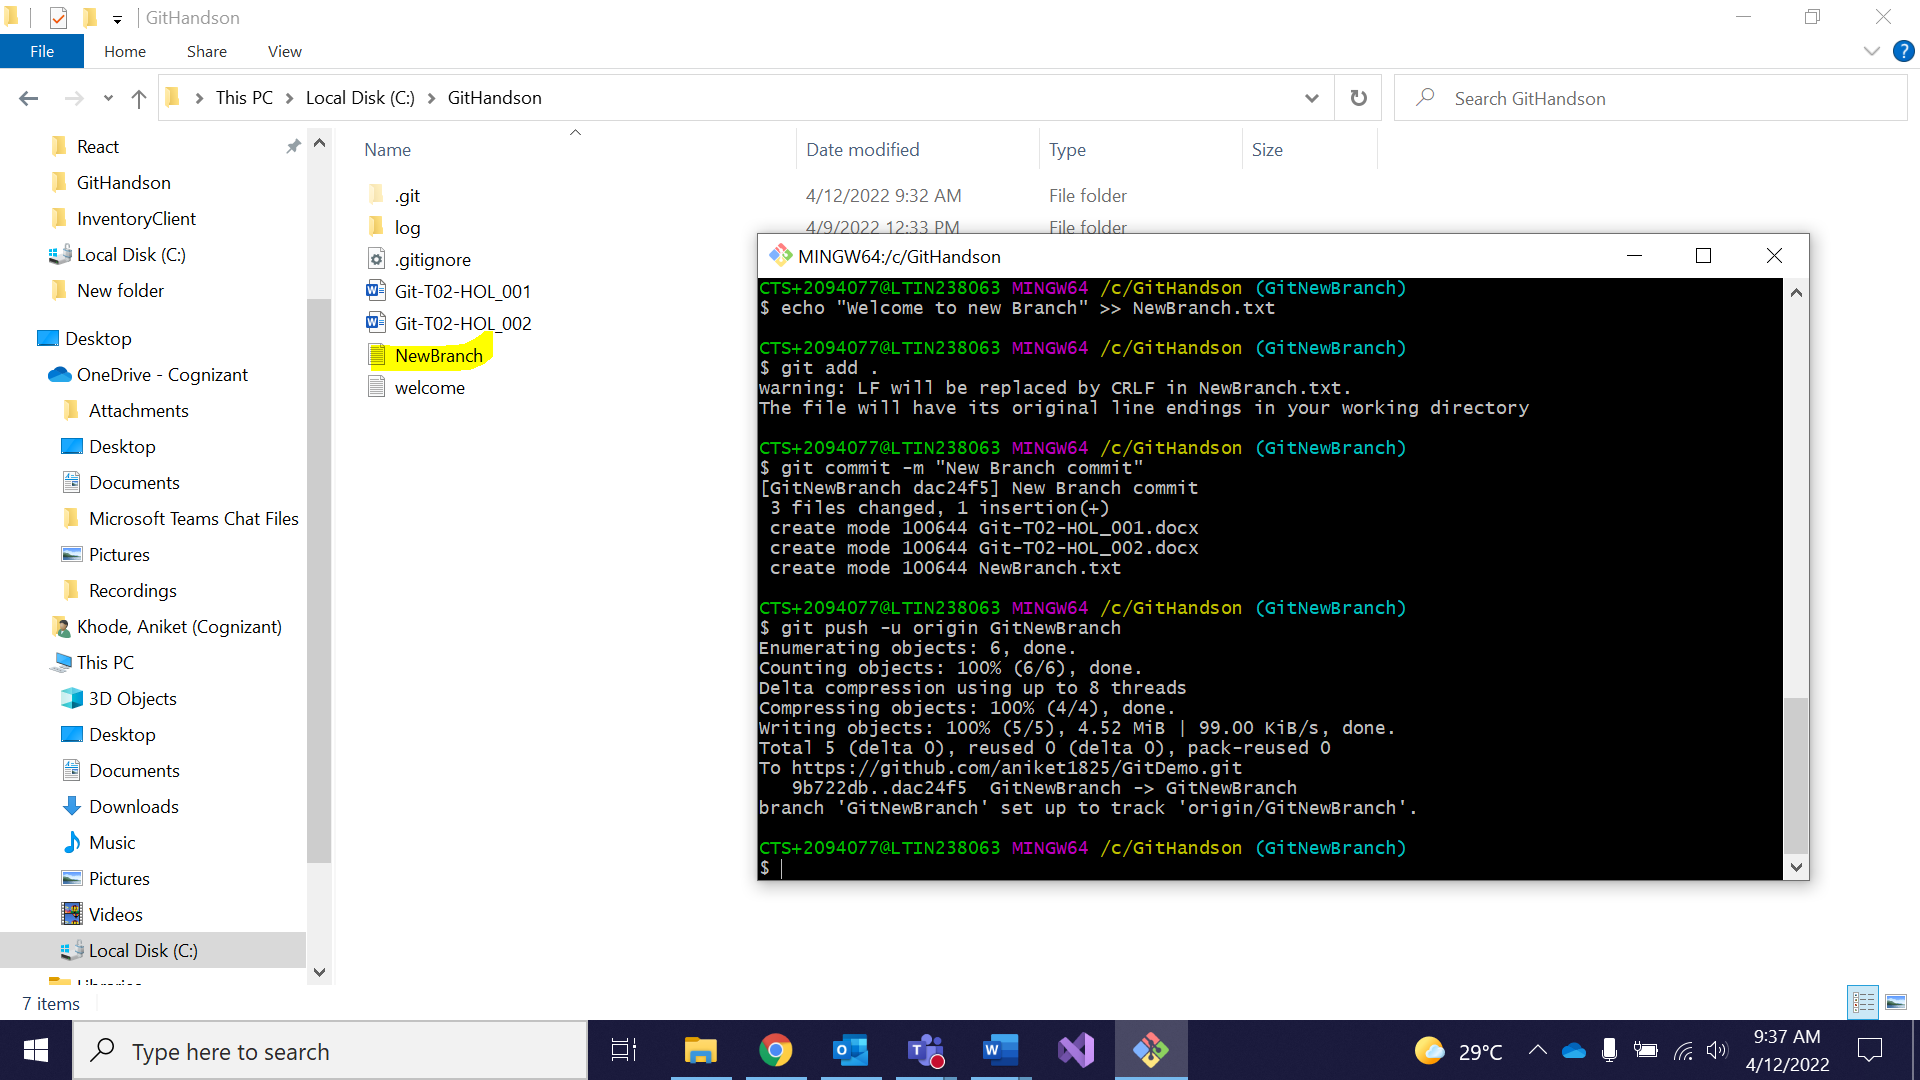 GitHandson
File Home Share View
This PC Local Disk (C:) GitHandson
Search GitHandson
React
GitHandson
InventoryClient
Local Disk (C:)
New folder
Desktop
OneDrive - Cognizant
Attachments
Desktop
Documents
Microsoft Teams Chat Files
Pictures
Recordings
Khode, Aniket (Cognizant)
This PC
3D Objects
Desktop
Documents
Downloads
Music
Pictures
Videos
Local Disk (C:)
Libraries
Name Date modified Type Size
.git 4/12/2022 9:32 AM File folder
log 4/9/2022 12:33 PM File folder
.gitignore
Git-T02-HOL_001
Git-T02-HOL_002
NewBranch
welcome
MINGW64:/c/GitHandson
CTS+2094077@LTIN238063 MINGW64 /c/GitHandson (GitNewBranch)
$ echo "Welcome to new Branch" >> NewBranch.txt
CTS+2094077@LTIN238063 MINGW64 /c/GitHandson (GitNewBranch)
$ git add .
warning: LF will be replaced by CRLF in NewBranch.txt.
The file will have its original line endings in your working directory
CTS+2094077@LTIN238063 MINGW64 /c/GitHandson (GitNewBranch)
$ git commit -m "New Branch commit"
[GitNewBranch dac24f5] New Branch commit
3 files changed, 1 insertion(+)
create mode 100644 Git-T02-HOL_001.docx
create mode 100644 Git-T02-HOL_002.docx
create mode 100644 NewBranch.txt
CTS+2094077@LTIN238063 MINGW64 /c/GitHandson (GitNewBranch)
$ git push -u origin GitNewBranch
Enumerating objects: 6, done.
Counting objects: 100% (6/6), done.
Delta compression using up to 8 threads
Compressing objects: 100% (4/4), done.
Writing objects: 100% (5/5), 4.52 MiB | 99.00 KiB/s, done.
Total 5 (delta 0), reused 0 (delta 0), pack-reused 0
To https://github.com/aniket1825/GitDemo.git
9b722db..dac24f5 GitNewBranch -> GitNewBranch
branch 'GitNewBranch' set up to track 'origin/GitNewBranch'.
CTS+2094077@LTIN238063 MINGW64 /c/GitHandson (GitNewBranch)
$
7 items
Type here to search
29°C
9:37 AM
4/12/2022